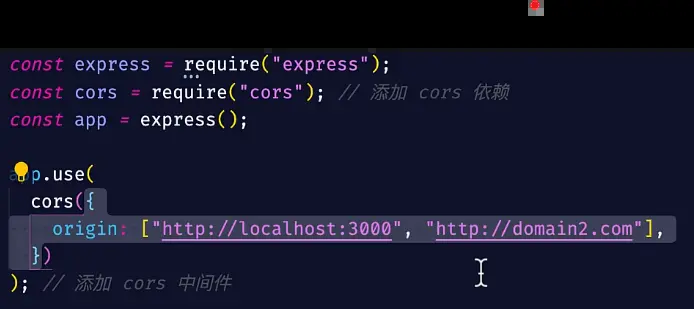 const express = require("express");
const cors = require("cors"); // 添加 cors 依赖
const app = express();
app.use(
cors({
origin: ["http://localhost:3000", "http://domain2.com"],
})
); // 添加 cors 中间件